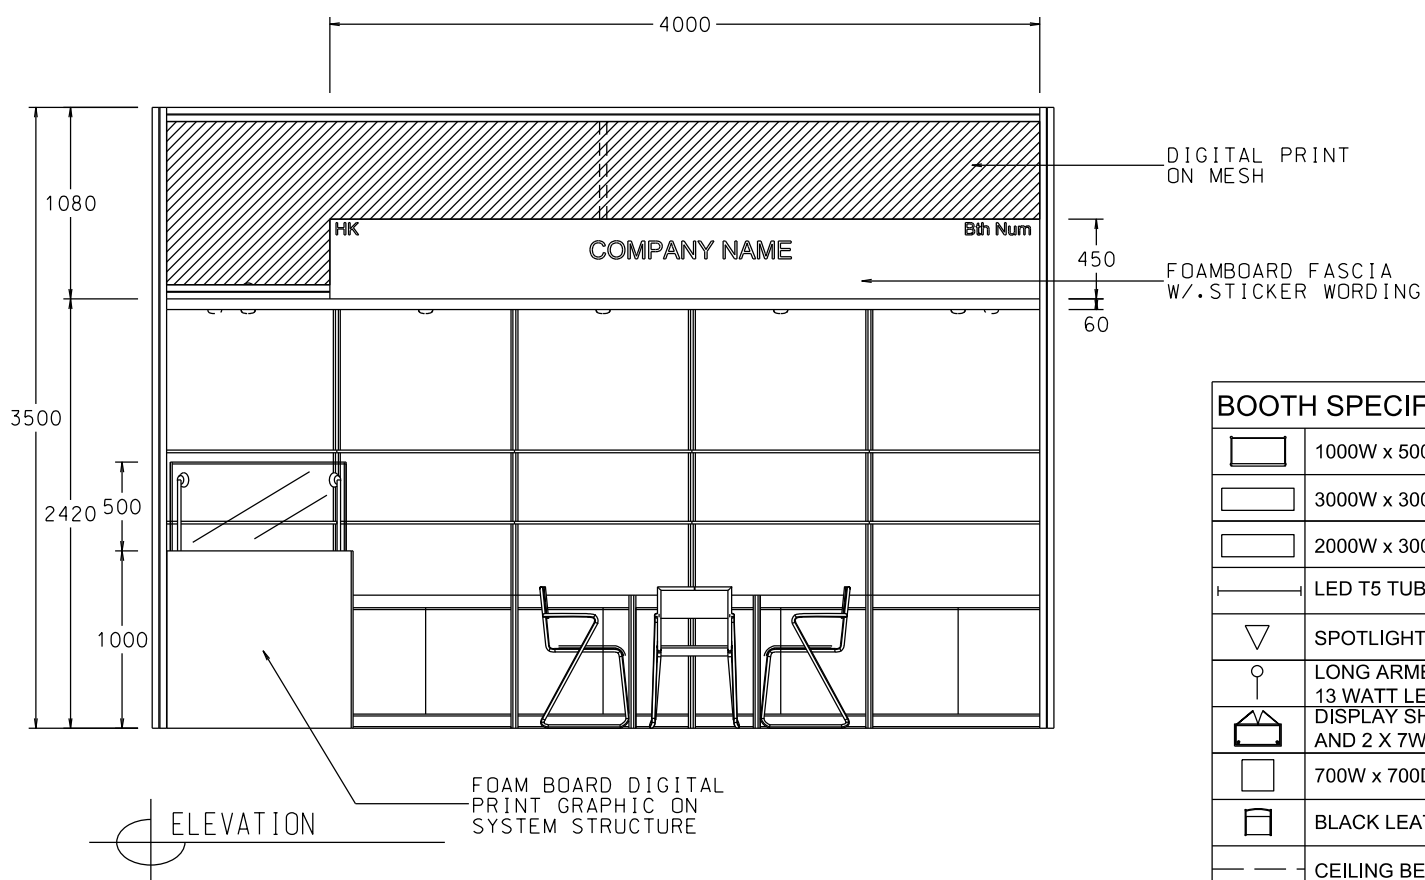 4000
DIGITAL PRINT
ON MESH
1080
HK
Bth Num
COMPANY NAME
450
FOAMBOARD FASCIA
W/.STICKER WORDING
60
3500
2420
500
1000
BOOTH SPECIF
1000W x 500
3000W x 300
2000W x 300
LED T5 TUB
SPOTLIGHT
LONG ARME
13 WATT LE
DISPLAY SH
AND 2 X 7W
700W x 700D
BLACK LEAT
CEILING BE
FOAM BOARD DIGITAL
PRINT GRAPHIC ON
SYSTEM STRUCTURE
ELEVATION